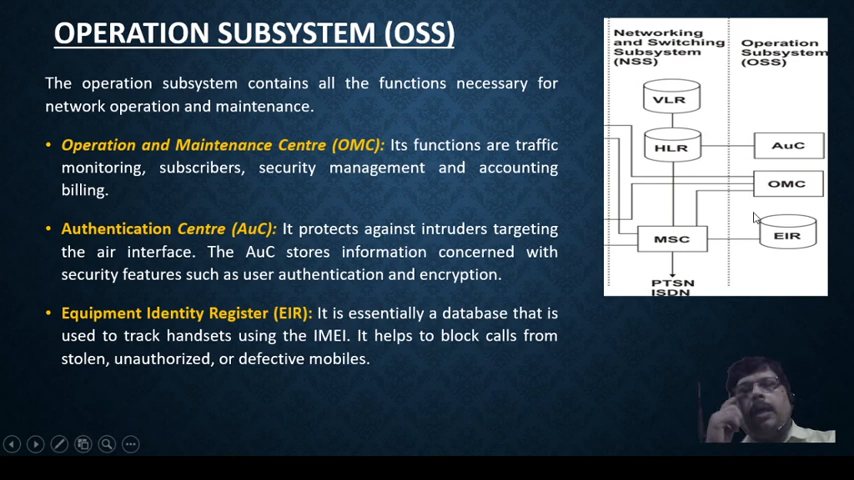 OPERATION SUBSYSTEM (OSS)
The operation subsystem contains all the functions necessary for
network operation and maintenance.
• Operation and Maintenance Centre (OMC): Its functions are traffic
monitoring, subscribers, security management and accounting
billing.
• Authentication Centre (AuC): It protects against intruders targeting
the air interface. The AuC stores information concerned with
security features such as user authentication and encryption.
• Equipment Identity Register (EIR): It is essentially a database that is
used to track handsets using the IMEI. It helps to block calls from
stolen, unauthorized, or defective mobiles.
Networking
and Switching
Subsystem
(NSS)
Operation
Subsystem
(OSS)
VLR
HLR
AuC
OMC
MSC
EIR
PTSN
ISDN